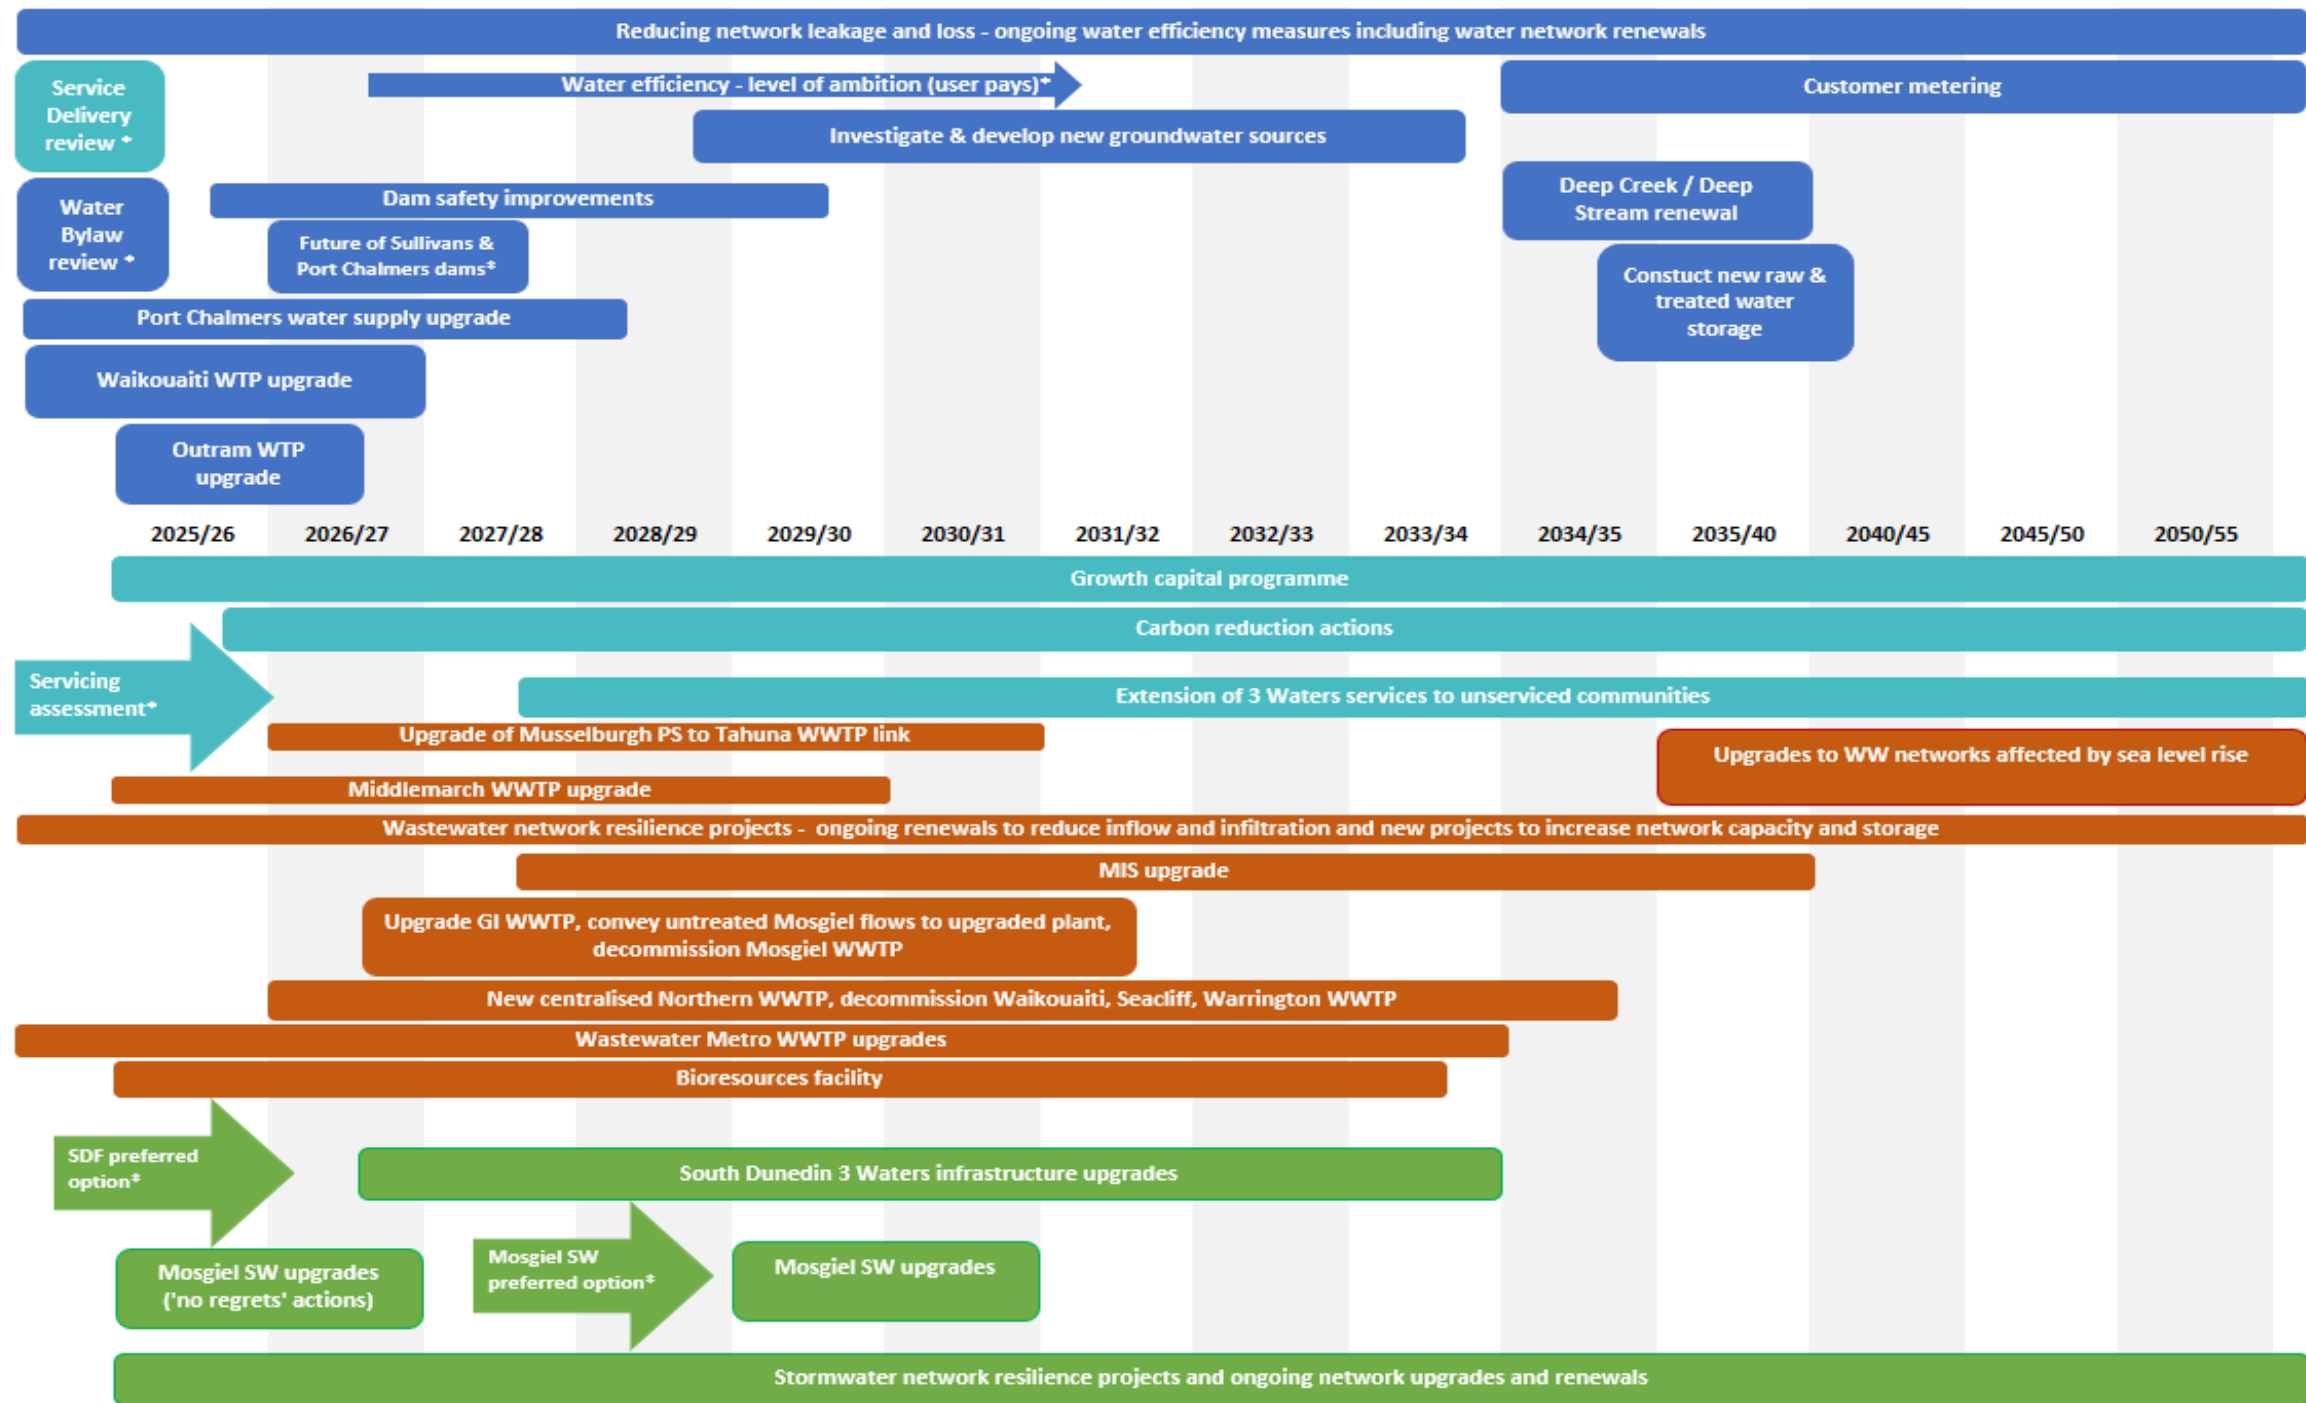 Reducing network leakage and loss - ongoing water efficiency measures including water network renewals
Service
Delivery
review *
Water efficiency - level of ambition (user pays)*
Customer metering
Investigate & develop new groundwater sources
Water
Bylaw
review *
Dam safety improvements
Deep Creek / Deep
Stream renewal
Future of Sullivans &
Port Chalmers dams*
Constuct new raw &
treated water
storage
Port Chalmers water supply upgrade
Waikouaiti WTP upgrade
Outram WTP
upgrade
2025/26 2026/27 2027/28 2028/29 2029/30 2030/31 2031/32 2032/33 2033/34 2034/35 2035/40 2040/45 2045/50 2050/55
Growth capital programme
Carbon reduction actions
Servicing
assessment*
Extension of 3 Waters services to unserviced communities
Upgrade of Musselburgh PS to Tahuna WWTP link
Upgrades to WW networks affected by sea level rise
Middlemarch WWTP upgrade
Wastewater network resilience projects - ongoing renewals to reduce inflow and infiltration and new projects to increase network capacity and storage
MIS upgrade
Upgrade GI WWTP, convey untreated Mosgiel flows to upgraded plant,
decommission Mosgiel WWTP
New centralised Northern WWTP, decommission Waikouaiti, Seacliff, Warrington WWTP
Wastewater Metro WWTP upgrades
Bioresources facility
SDF preferred
option*
South Dunedin 3 Waters infrastructure upgrades
Mosgiel SW upgrades
('no regrets' actions)
Mosgiel SW
preferred option*
Mosgiel SW upgrades
Stormwater network resilience projects and ongoing network upgrades and renewals